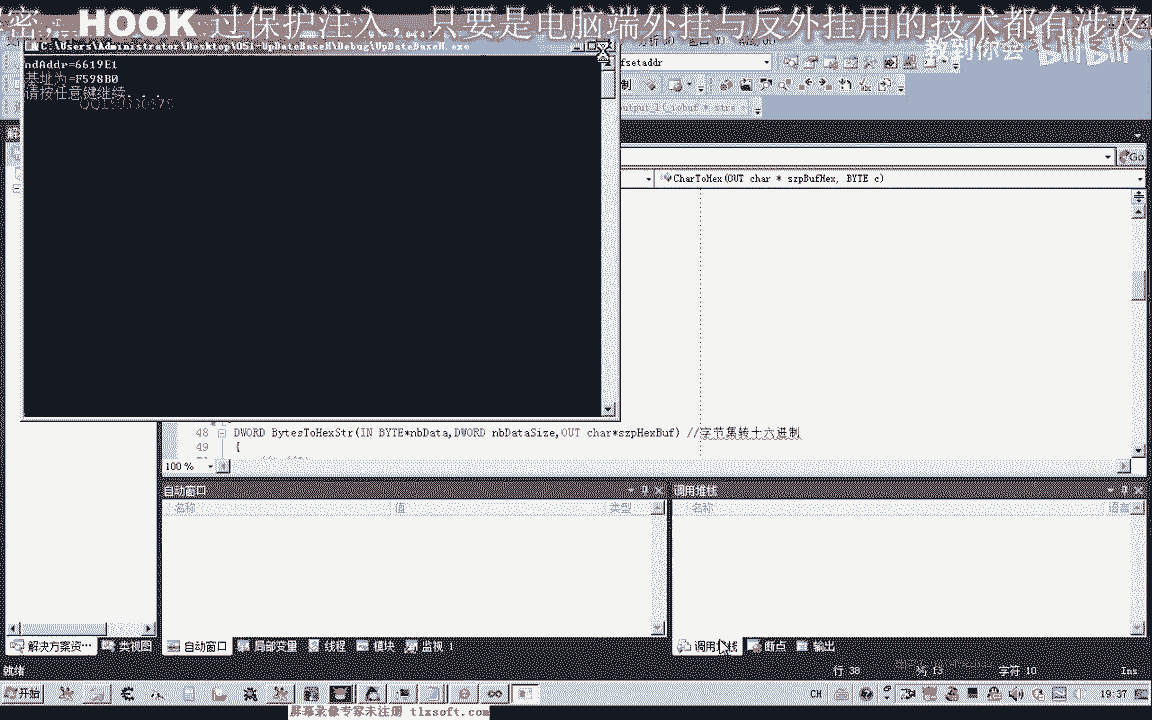 密，HOOK 过保护注入，只要是电脑端外挂与反外挂用的技术都有涉及
教到你会
bilibili
C:\Users\Administrator\Desktop\OSI-UpDateBaseM\Debug\UpDateBaseM.exe
ndAddr=6619E1
基址为=F598B0
请按任意键继续. . .
fsetaddr
Go
CharToHex(OUT char * szpBufHex, BYTE c)
48 DWORD BytesToHexStr(IN BYTE*nbData,DWORD nbDataSize,OUT char*szpHexBuf) //字节集转十六进制
49 {
100 %
自动窗口 调用堆栈
名称 值 类型 名称 语言
解决方案资… 类视图 自动窗口 局部变量 线程 模块 监视 1 调用堆栈 断点 输出
就绪 行 38 列 13 字符 10 Ins
开始 CH 19:37
屏幕录像专家未注册 tlxsoft.com